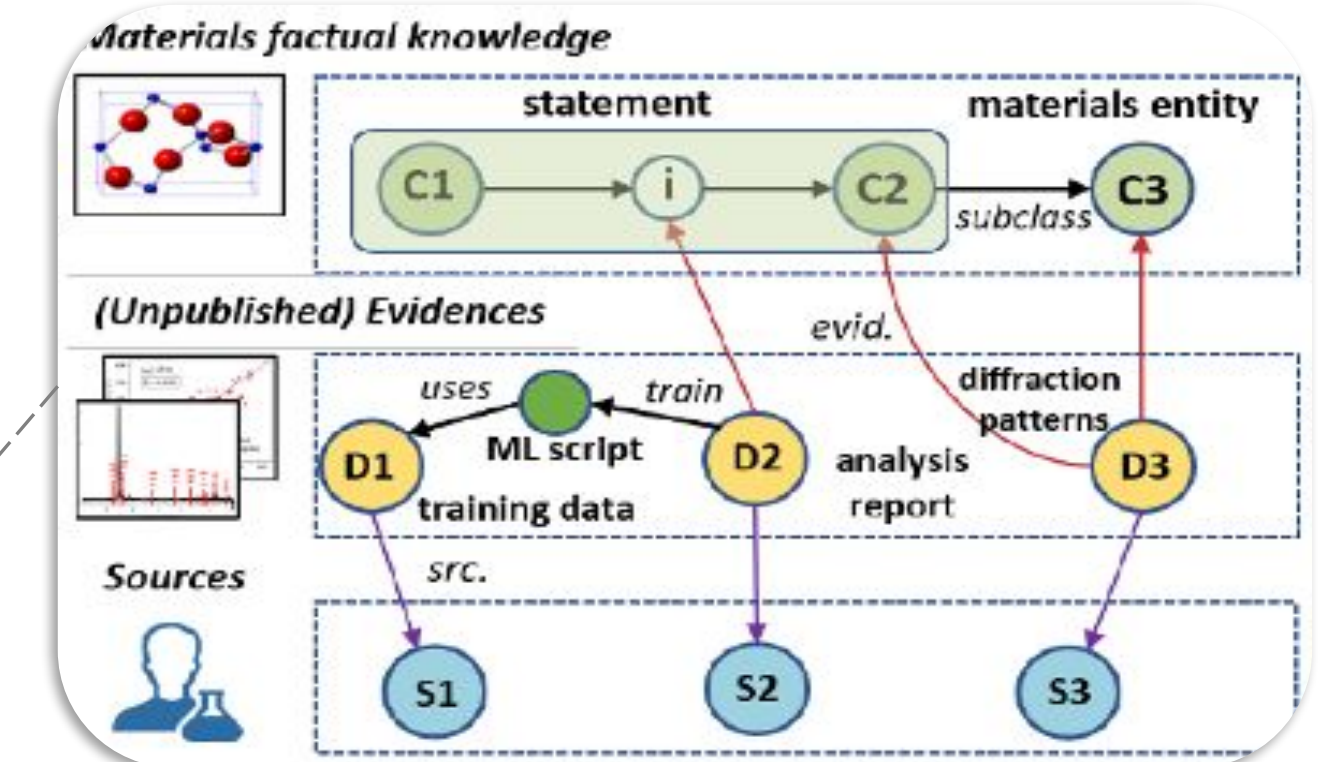 Materials factual knowledge
statement
materials entity
C1
i
C2
subclass
C3
(Unpublished) Evidences
evid.
uses
train
diffraction
patterns
D1
ML script
D2
analysis
report
D3
training data
Sources
src.
S1
S2
S3